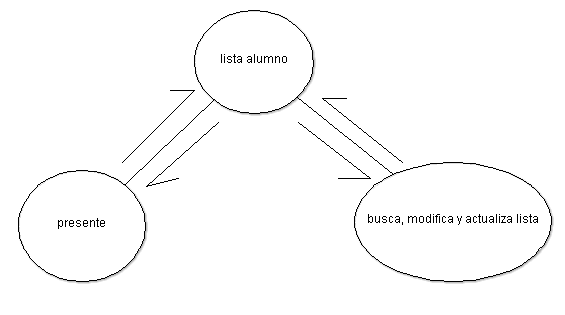 lista alumno
presente
busca, modifica y actualiza lista